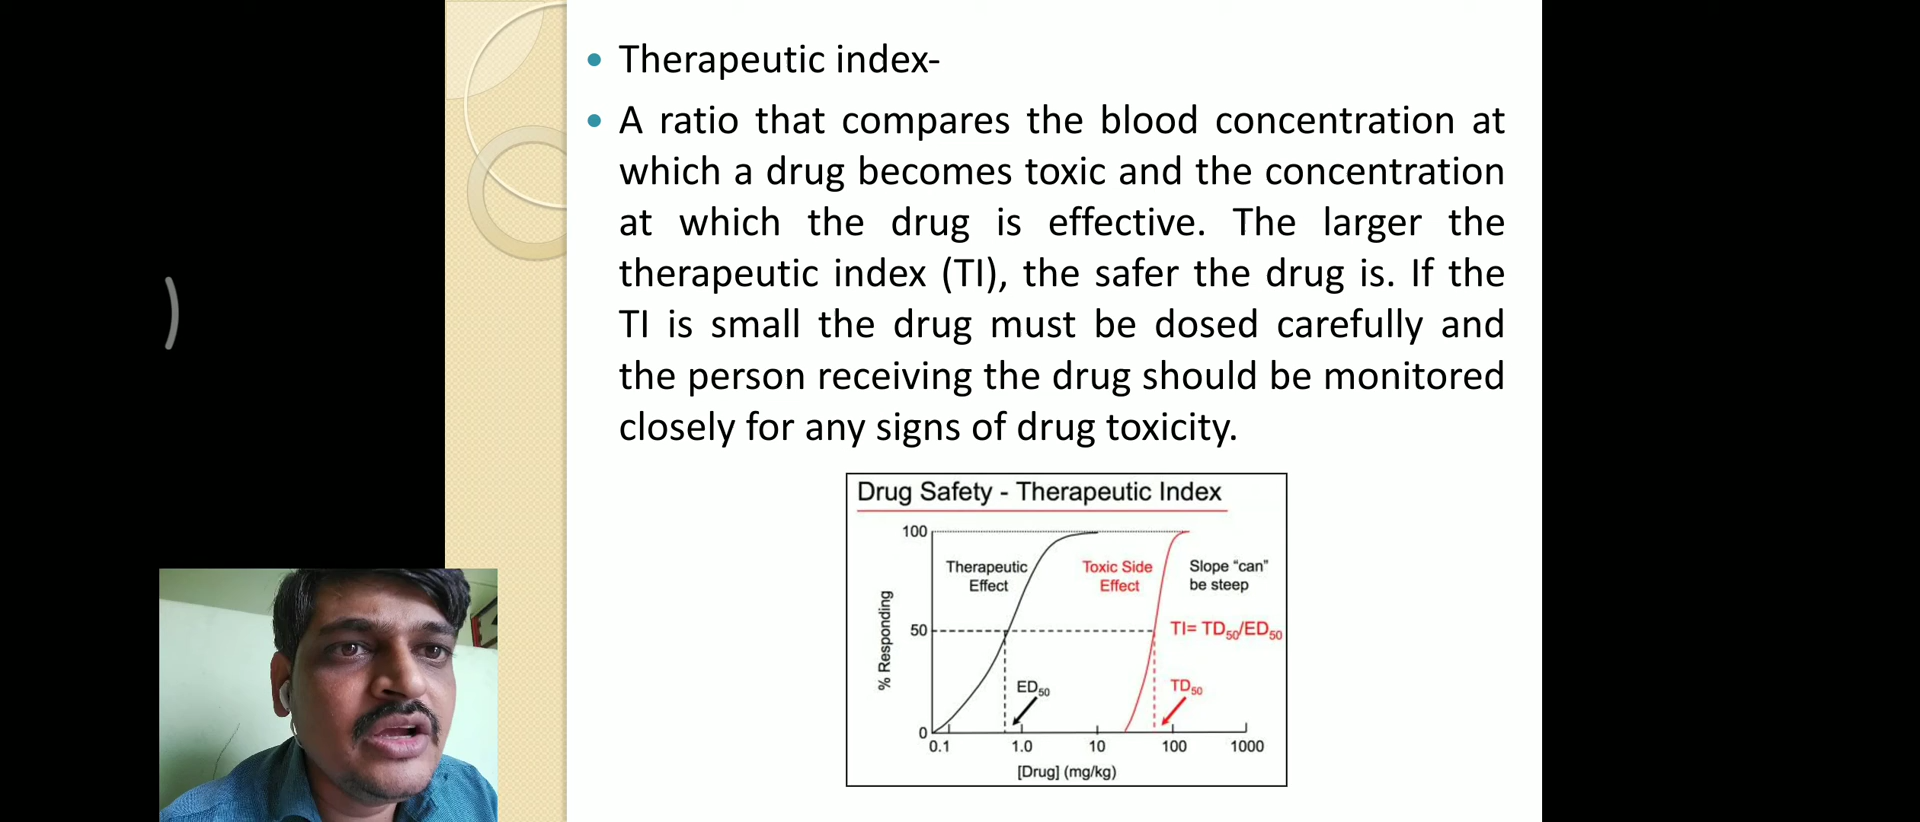 Therapeutic index-
A ratio that compares the blood concentration at
which a drug becomes toxic and the concentration
at which the drug is effective. The larger the
therapeutic index (TI), the safer the drug is. If the
TI is small the drug must be dosed carefully and
the person receiving the drug should be monitored
closely for any signs of drug toxicity.
Drug Safety - Therapeutic Index
100
Therapeutic
Effect
Toxic Side
Effect
Slope “can”
be steep
% Responding
50
TI= TD50/ED50
ED50
TD50
0
0.1 1.0 10 100 1000
[Drug] (mg/kg)